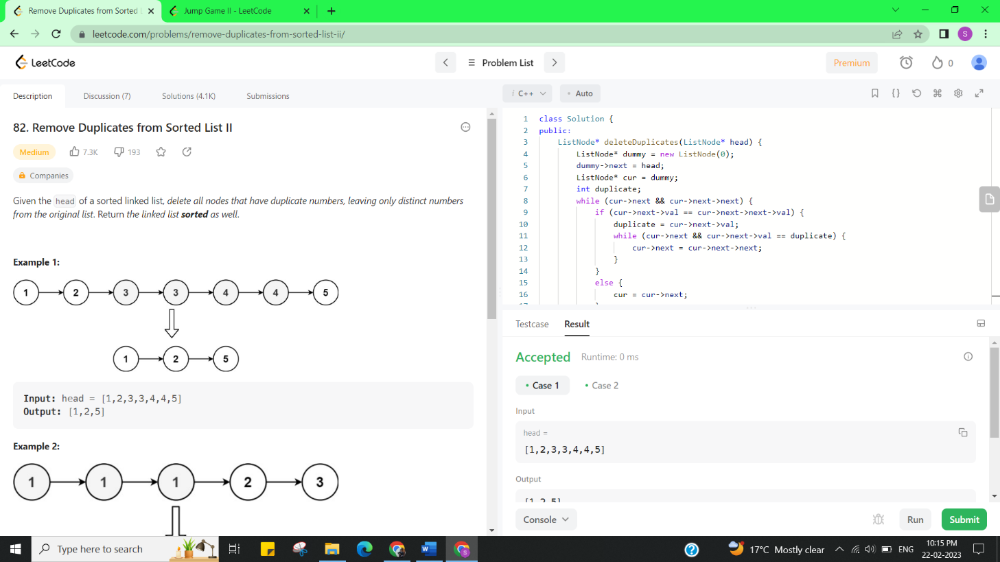 Remove Duplicates from Sorted L
Jump Game II - LeetCode
leetcode.com/problems/remove-duplicates-from-sorted-list-ii/
S
LeetCode
Problem List
Premium
0
Description
Discussion (7)
Solutions (4.1K)
Submissions
i C++
Auto
82. Remove Duplicates from Sorted List II
Medium
7.3K
193
Companies
Given the head of a sorted linked list, delete all nodes that have duplicate numbers, leaving only distinct numbers
from the original list. Return the linked list sorted as well.
Example 1:
1 2 3 3 4 4 5
1 2 5
Input: head = [1,2,3,3,4,4,5]
Output: [1,2,5]
Example 2:
1 1 1 2 3
1 class Solution {
2 public:
3 ListNode* deleteDuplicates(ListNode* head) {
4 ListNode* dummy = new ListNode(0);
5 dummy->next = head;
6 ListNode* cur = dummy;
7 int duplicate;
8 while (cur->next && cur->next->next) {
9 if (cur->next->val == cur->next->next->val) {
10 duplicate = cur->next->val;
11 while (cur->next && cur->next->val == duplicate) {
12 cur->next = cur->next->next;
13 }
14 }
15 else {
16 cur = cur->next;
Testcase
Result
Accepted
Runtime: 0 ms
Case 1
Case 2
Input
head =
[1,2,3,3,4,4,5]
Output
[1,2,5]
Console
Run
Submit
Type here to search
17°C Mostly clear
ENG
10:15 PM
22-02-2023